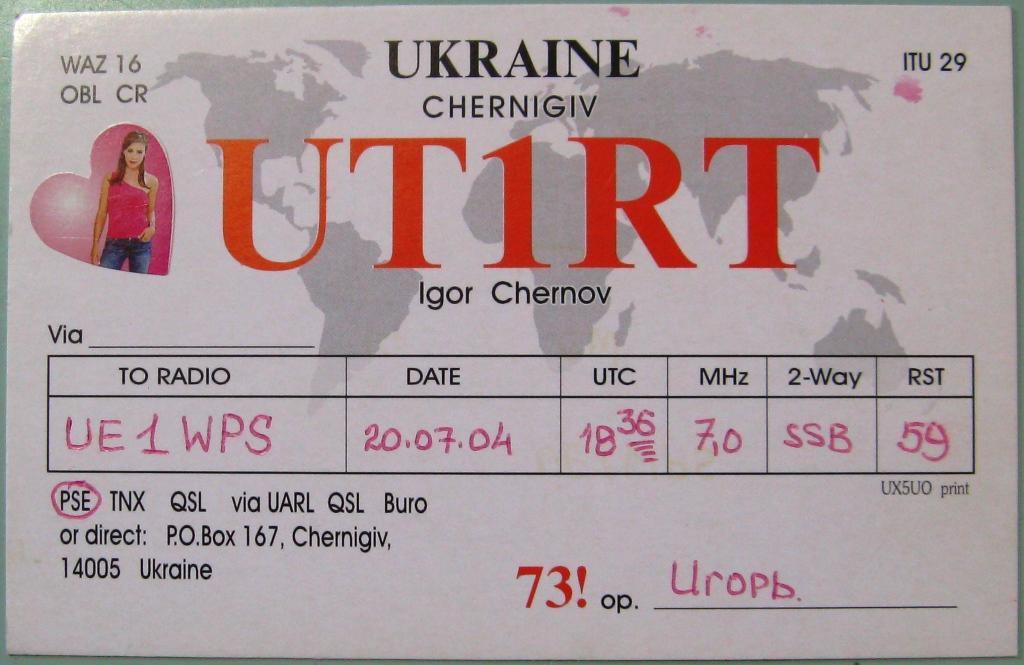 WAZ 16
OBL CR
UKRAINE
CHERNIGIV
ITU 29
UT1RT
Igor Chernov
Via
TO RADIO DATE UTC MHz 2-Way RST
UE1WPS 20.07.04 18 36 7,0 SSB 59
UX5UO print
PSE TNX QSL via UARL QSL Buro
or direct: P.O.Box 167, Chernigiv,
14005 Ukraine
73! op. Игорь.